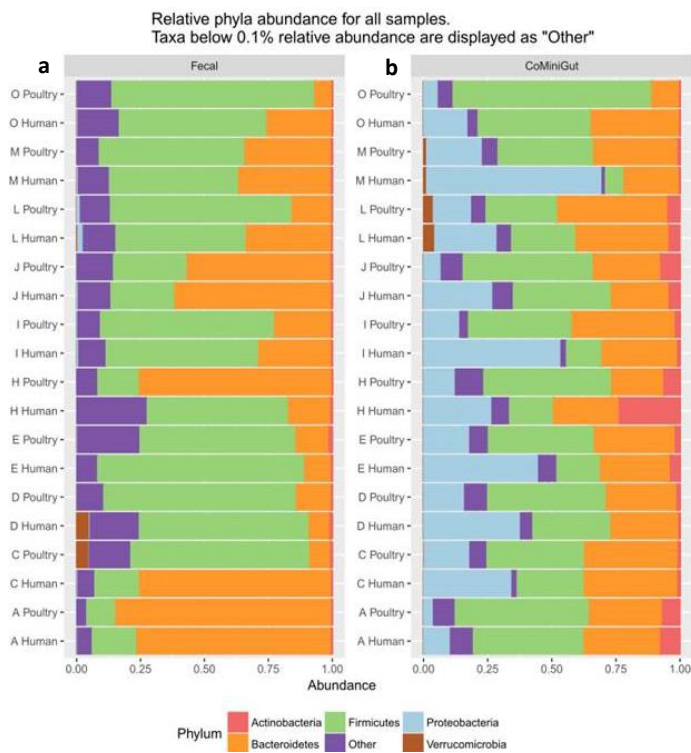 Relative phyla abundance for all samples.
Taxa below 0.1% relative abundance are displayed as "Other"
a
b
Fecal
CoMiniGut
O Poultry
O Human
M Poultry
M Human
L Poultry
L Human
J Poultry
J Human
I Poultry
I Human
H Poultry
H Human
E Poultry
E Human
D Poultry
D Human
C Poultry
C Human
A Poultry
A Human
0.00 0.25 0.50 0.75 1.00
0.00 0.25 0.50 0.75 1.00
Abundance
Phylum
Actinobacteria Firmicutes Proteobacteria
Bacteroidetes Other Verrucomicrobia